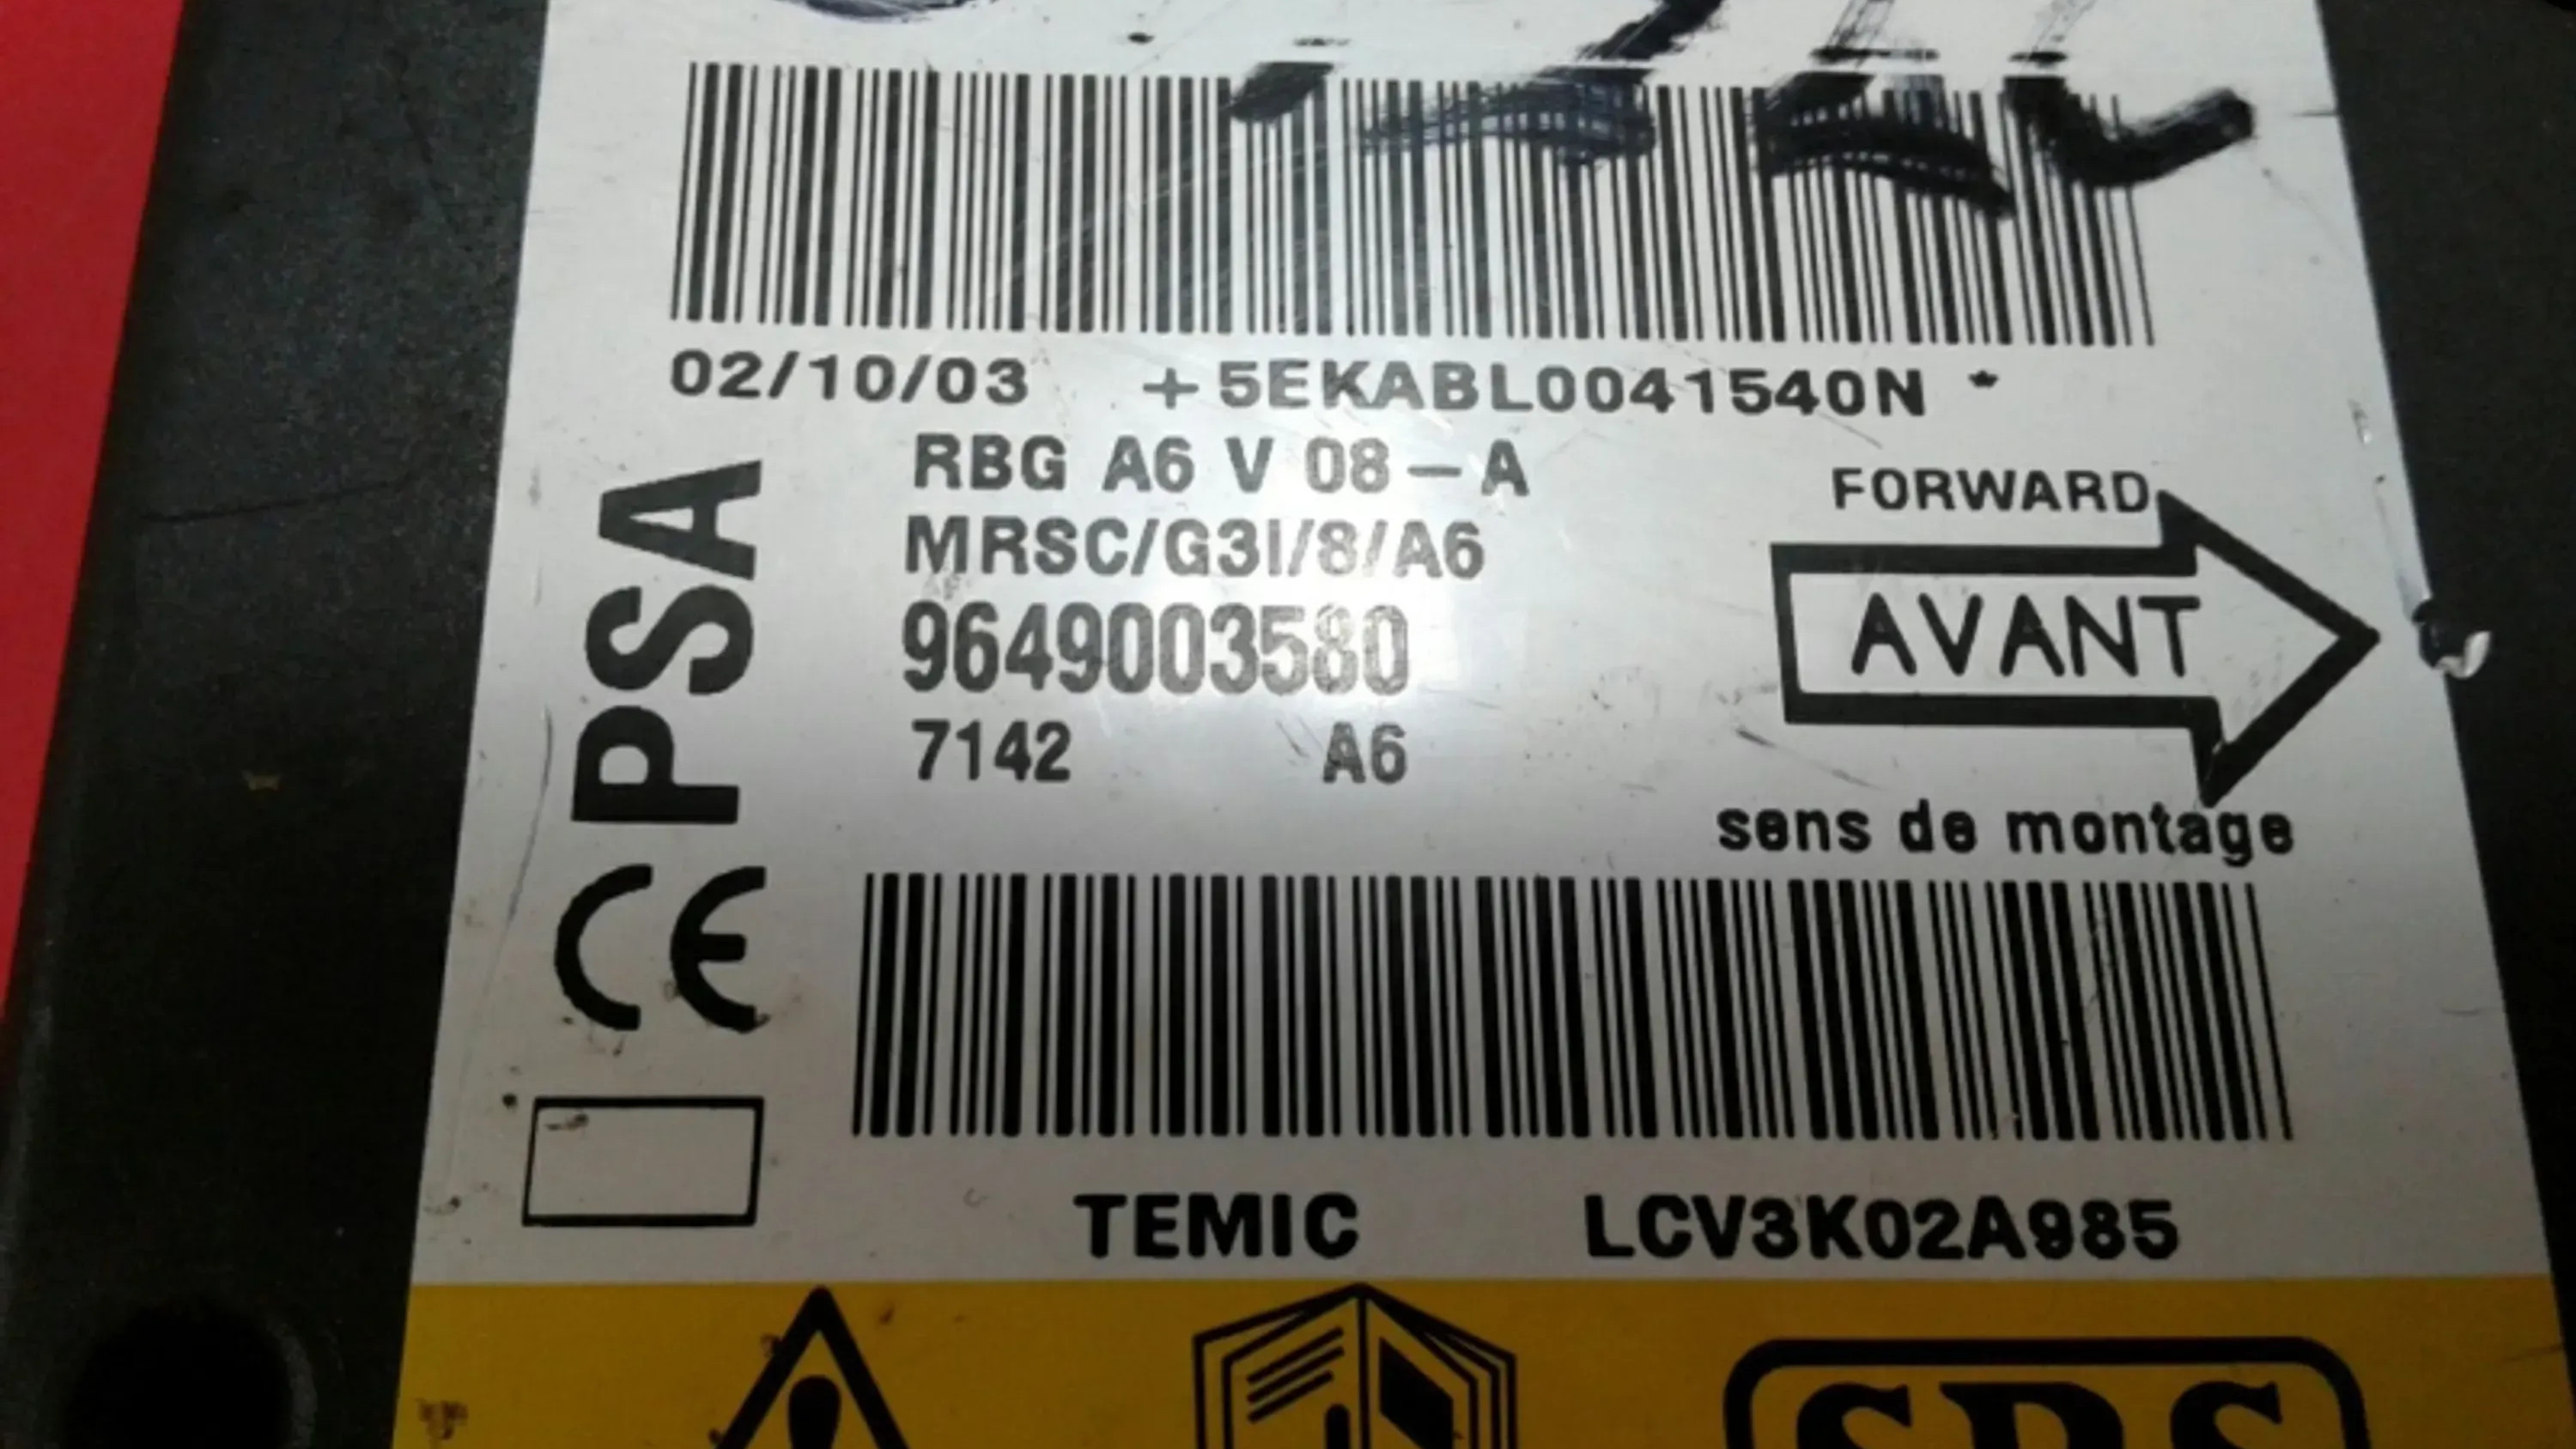 02/10/03 +5EKABL0041540N *
RBG A6 V 08-A
MRSC/G3I/8/A6
9649003580
7142 A6
PSA
CE
FORWARD
AVANT
sens de montage
TEMIC LCV3K02A985
SRS